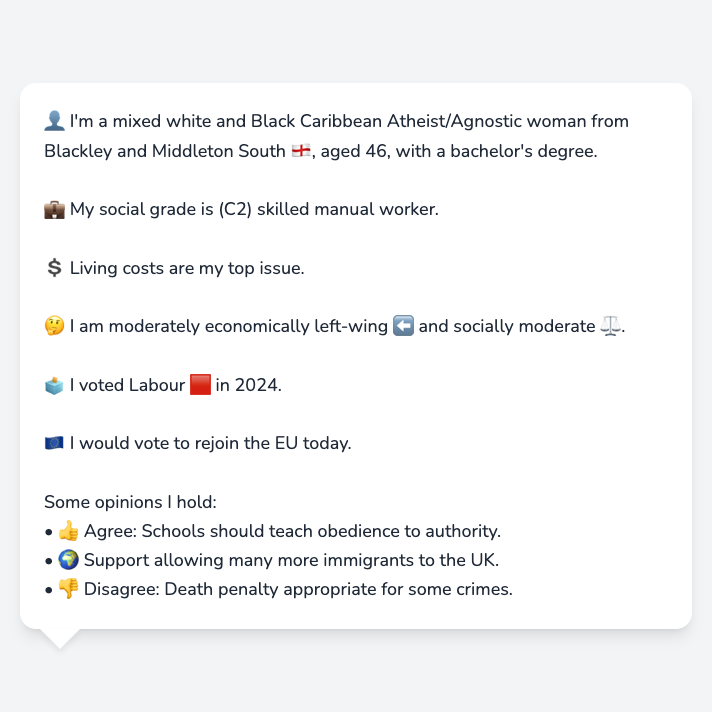 👤 I'm a mixed white and Black Caribbean Atheist/Agnostic woman from
Blackley and Middleton South 🏴󠁧󠁢󠁥󠁮󠁧󠁿, aged 46, with a bachelor's degree.
💼 My social grade is (C2) skilled manual worker.
💲 Living costs are my top issue.
🤔 I am moderately economically left-wing ⬅️ and socially moderate ⚖️.
🗳️ I voted Labour 🟥 in 2024.
🇪🇺 I would vote to rejoin the EU today.
Some opinions I hold:
• 👍 Agree: Schools should teach obedience to authority.
• 🌍 Support allowing many more immigrants to the UK.
• 👎 Disagree: Death penalty appropriate for some crimes.